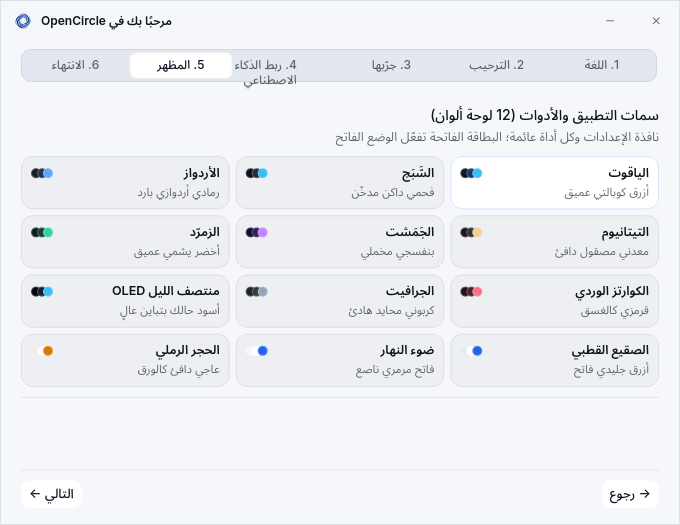 مرحبًا بك في OpenCircle
1. اللغة
2. الترحيب
3. جرّبها
4. ربط الذكاء
الاصطناعي
5. المظهر
6. الانتهاء
سمات التطبيق والأدوات (12 لوحة ألوان)
نافذة الإعدادات وكل أداة عائمة؛ البطاقة الفاتحة تفعّل الوضع الفاتح
الياقوت
أزرق كوبالتي عميق
السَّبَج
فحمي داكن مدخّن
الأردواز
رمادي أردوازي بارد
التيتانيوم
معدني مصقول دافئ
الجَمَشت
بنفسجي مخملي
الزمرّد
أخضر يشمي عميق
الكوارتز الوردي
قرمزي كالغسق
الجرافيت
كربوني محايد هادئ
منتصف الليل OLED
أسود حالك بتباين عالٍ
الصقيع القطبي
أزرق جليدي فاتح
ضوء النهار
فاتح مرمري ناصع
الحجر الرملي
عاجي دافئ كالورق
→ رجوع
التالي ←